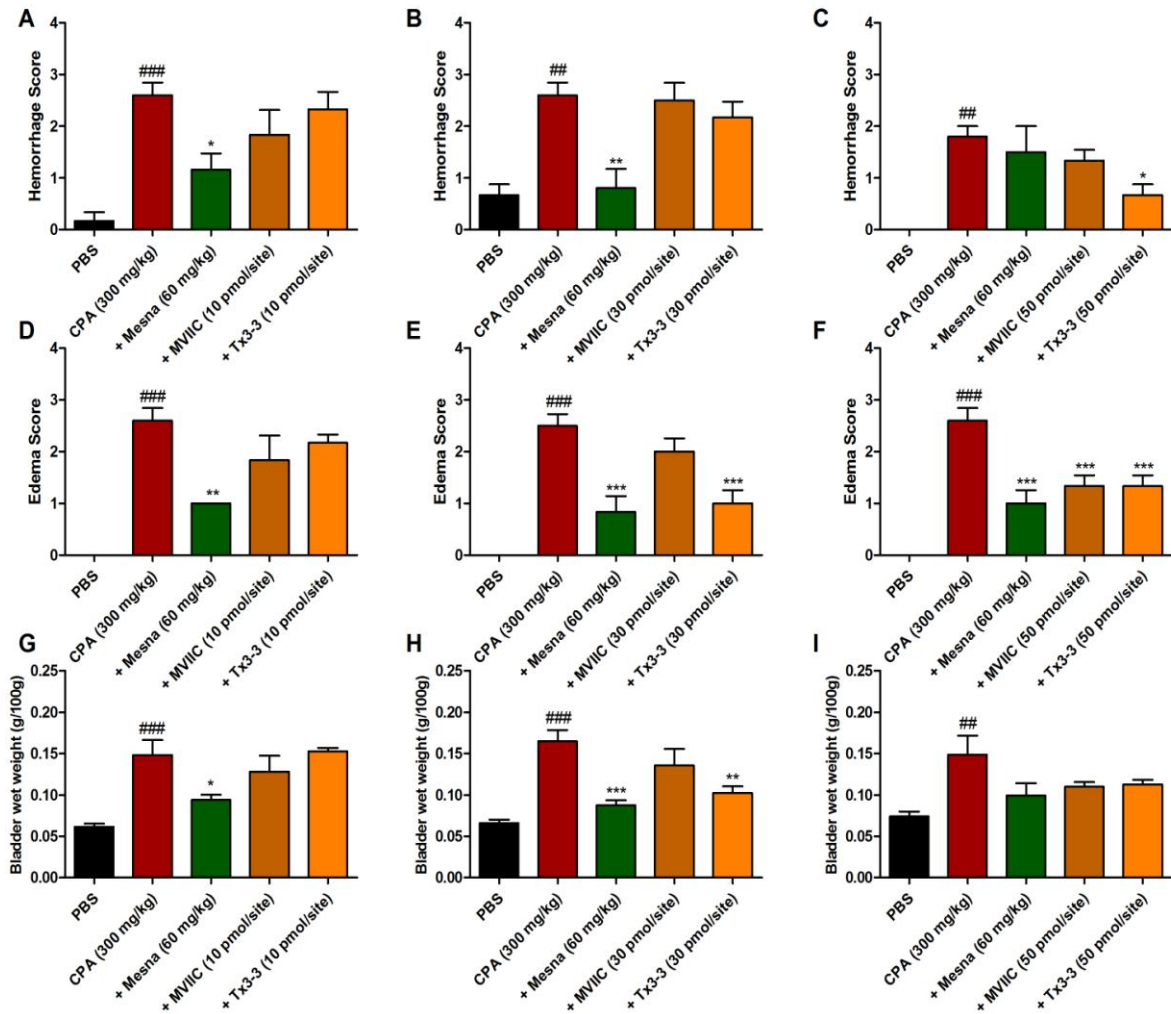 A
Hemorrhage Score
4
3
2
1
0
###
*
PBS
CPA (300 mg/kg)
+ Mesna (60 mg/kg)
+ MVIIC (10 pmol/site)
+ Tx3-3 (10 pmol/site)
B
Hemorrhage Score
4
3
2
1
0
##
**
PBS
CPA (300 mg/kg)
+ Mesna (60 mg/kg)
+ MVIIC (30 pmol/site)
+ Tx3-3 (30 pmol/site)
C
Hemorrhage Score
4
3
2
1
0
##
*
PBS
CPA (300 mg/kg)
+ Mesna (60 mg/kg)
+ MVIIC (50 pmol/site)
+ Tx3-3 (50 pmol/site)
D
Edema Score
4
3
2
1
0
###
**
PBS
CPA (300 mg/kg)
+ Mesna (60 mg/kg)
+ MVIIC (10 pmol/site)
+ Tx3-3 (10 pmol/site)
E
Edema Score
4
3
2
1
0
###
***
***
PBS
CPA (300 mg/kg)
+ Mesna (60 mg/kg)
+ MVIIC (30 pmol/site)
+ Tx3-3 (30 pmol/site)
F
Edema Score
4
3
2
1
0
###
***
***
***
PBS
CPA (300 mg/kg)
+ Mesna (60 mg/kg)
+ MVIIC (50 pmol/site)
+ Tx3-3 (50 pmol/site)
G
Bladder wet weight (g/100g)
0.25
0.20
0.15
0.10
0.05
0.00
###
*
PBS
CPA (300 mg/kg)
+ Mesna (60 mg/kg)
+ MVIIC (10 pmol/site)
+ Tx3-3 (10 pmol/site)
H
Bladder wet weight (g/100g)
0.25
0.20
0.15
0.10
0.05
0.00
###
***
**
PBS
CPA (300 mg/kg)
+ Mesna (60 mg/kg)
+ MVIIC (30 pmol/site)
+ Tx3-3 (30 pmol/site)
I
Bladder wet weight (g/100g)
0.25
0.20
0.15
0.10
0.05
0.00
##
PBS
CPA (300 mg/kg)
+ Mesna (60 mg/kg)
+ MVIIC (50 pmol/site)
+ Tx3-3 (50 pmol/site)